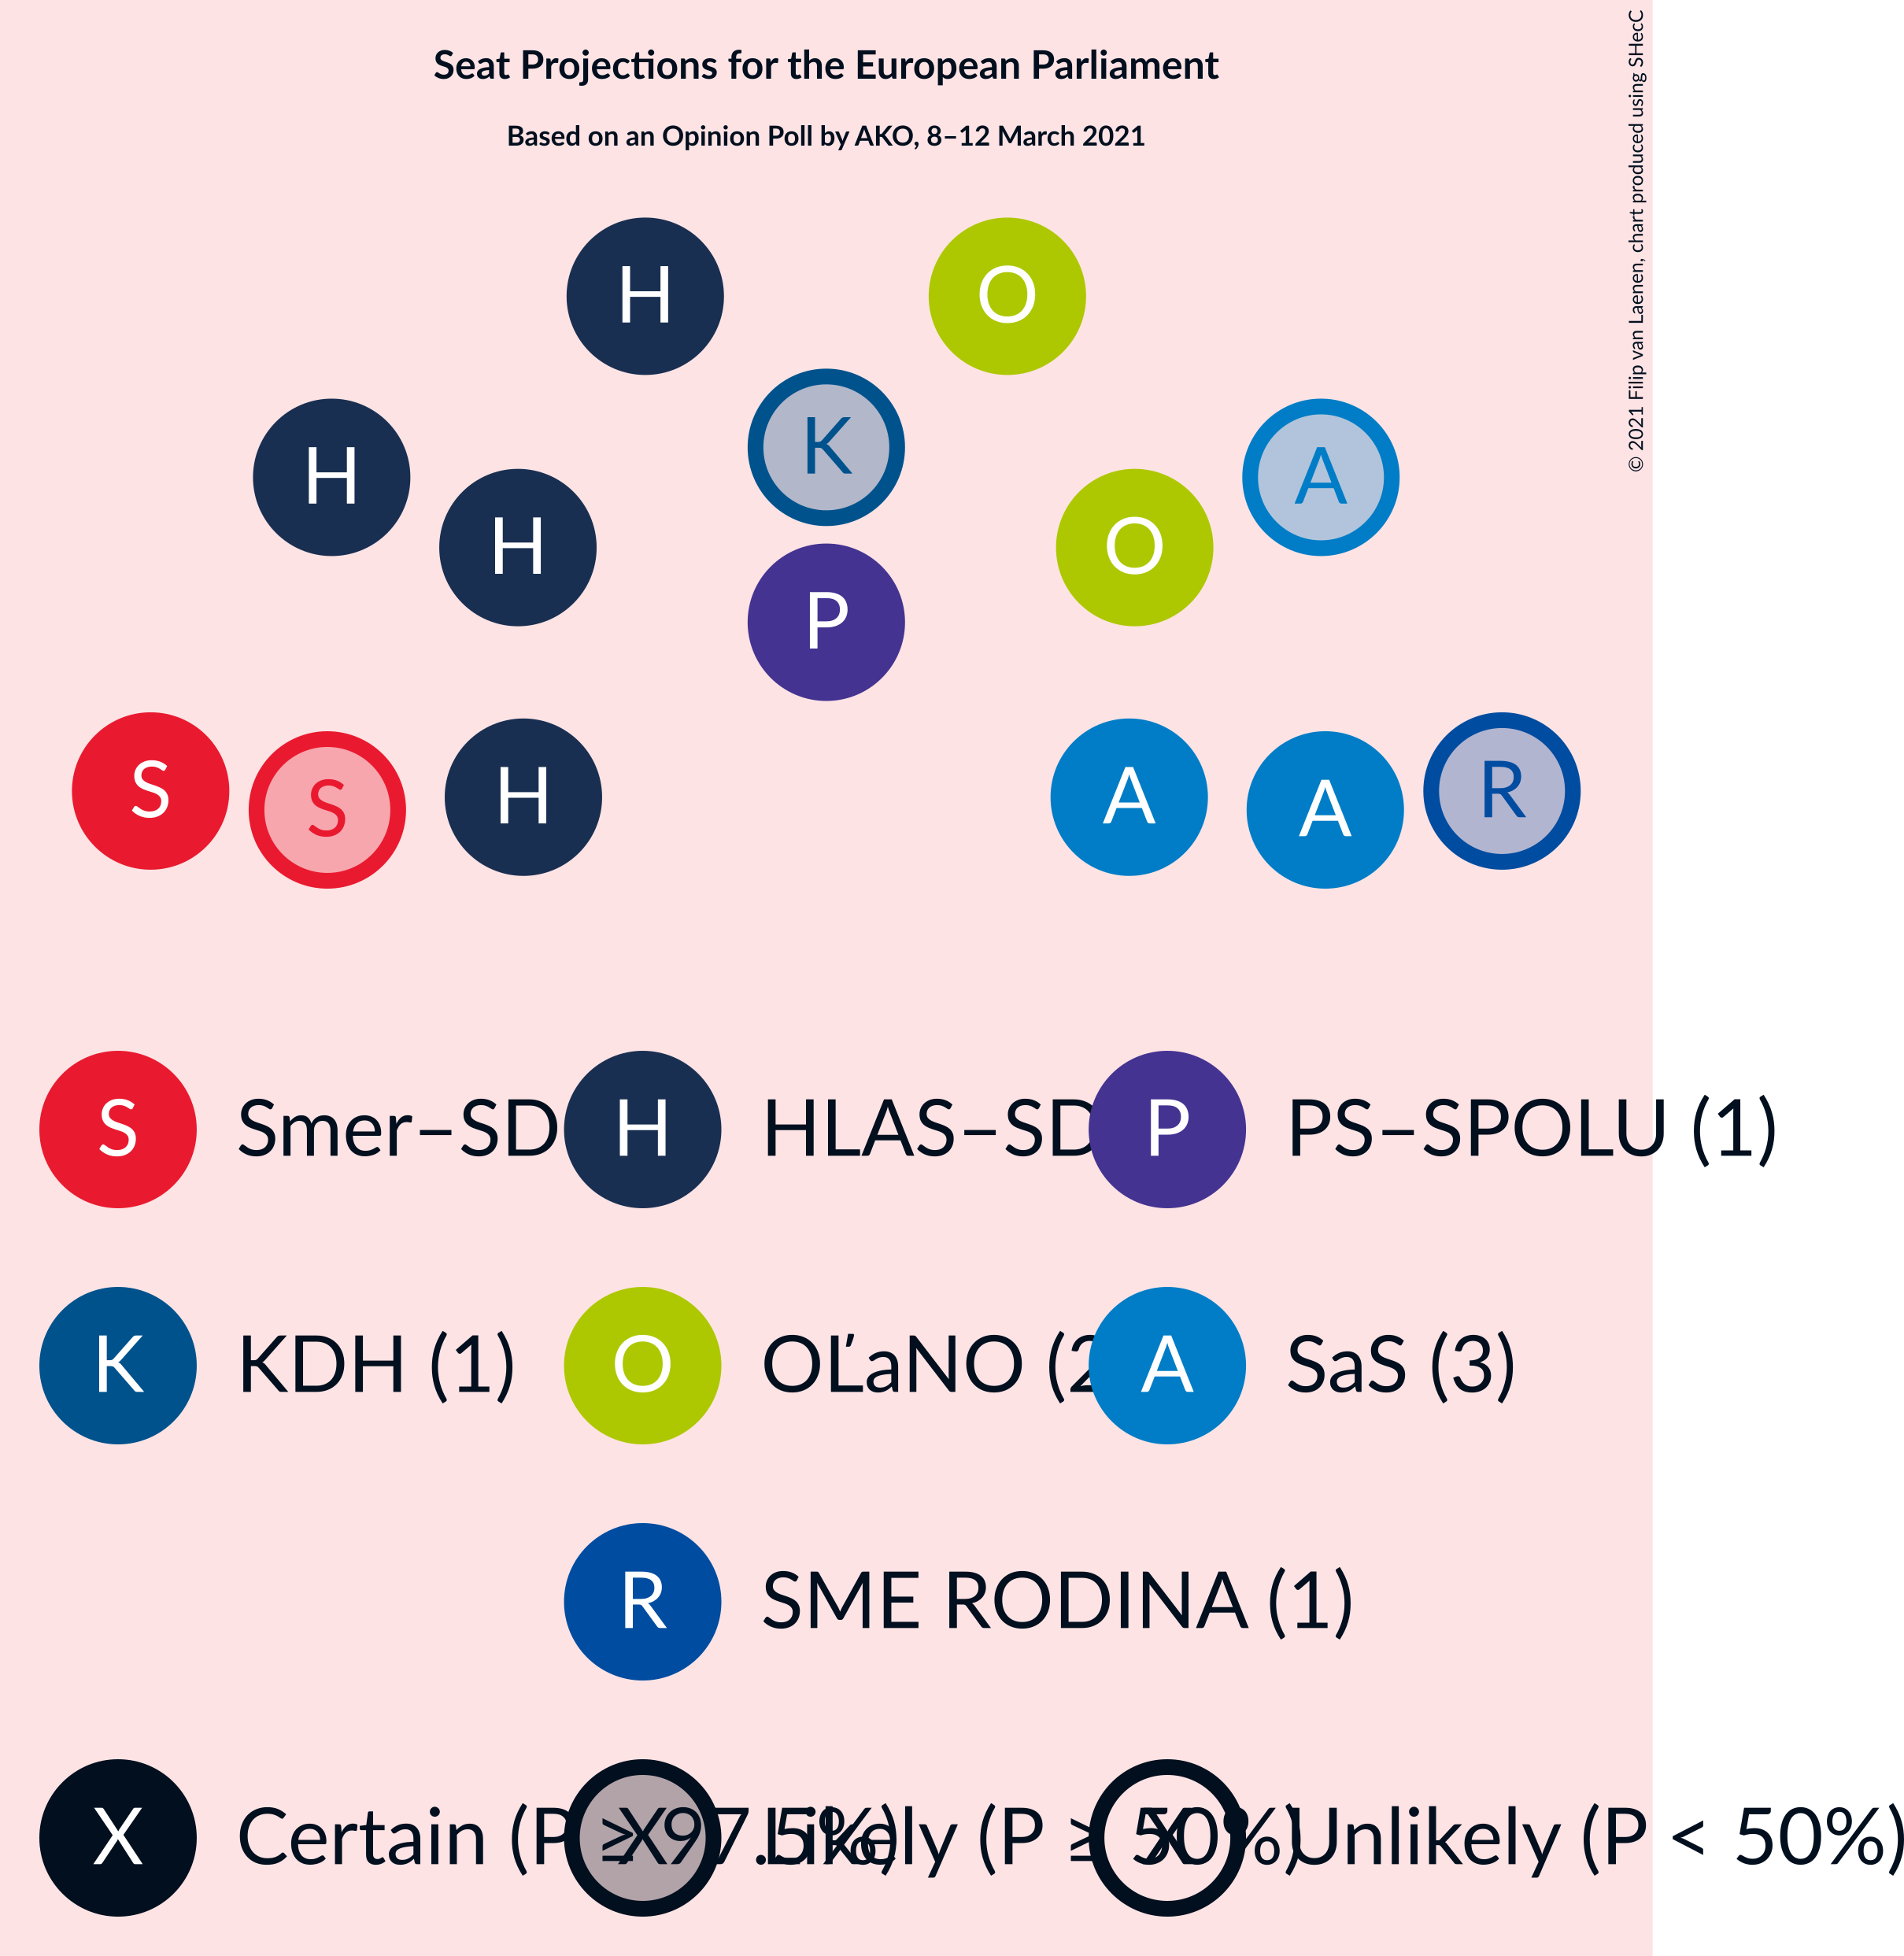 Seat Projections for the European Parliament
Based on an Opinion Poll by AKO, 8–12 March 2021
© 2021 Filip van Laenen, chart produced using SHecC
H O
K
H A
H O
P
S R
H A
S A
S Smer–SD H HLAS–SD P PS–SPOLU (1)
K KDH (1) O OĽaNO (2 A SaS (3)
R SME RODINA (1)
X Certain (P ≥ 97.5%) X Likely (P ≥ 50%) X Unlikely (P < 50%)